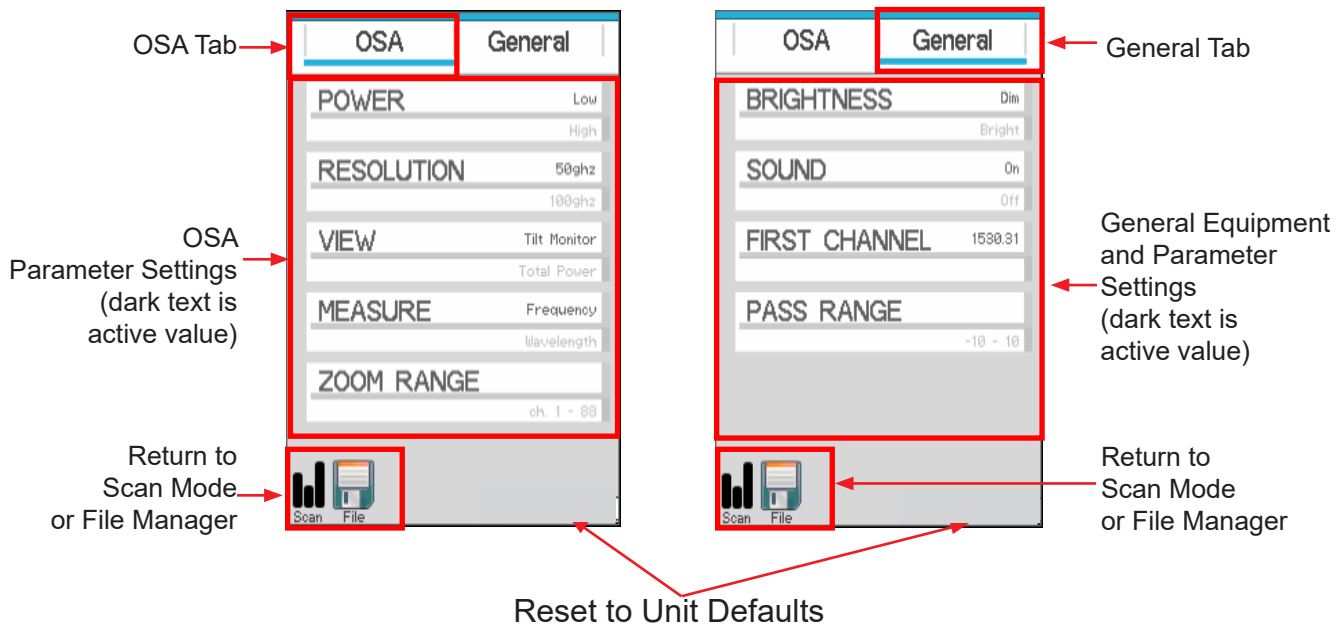 OSA Tab
OSA General
POWER Low
High
RESOLUTION 50ghz
100ghz
VIEW Tilt Monitor
Total Power
MEASURE Frequency
Wavelength
ZOOM RANGE
ch. 1 - 88
Scan File
OSA
Parameter Settings
(dark text is
active value)
Return to
Scan Mode
or File Manager
OSA General
General Tab
BRIGHTNESS Dim
Bright
SOUND On
Off
FIRST CHANNEL 1530.31
PASS RANGE
-10 - 10
Scan File
General Equipment
and Parameter
Settings
(dark text is
active value)
Return to
Scan Mode
or File Manager
Reset to Unit Defaults